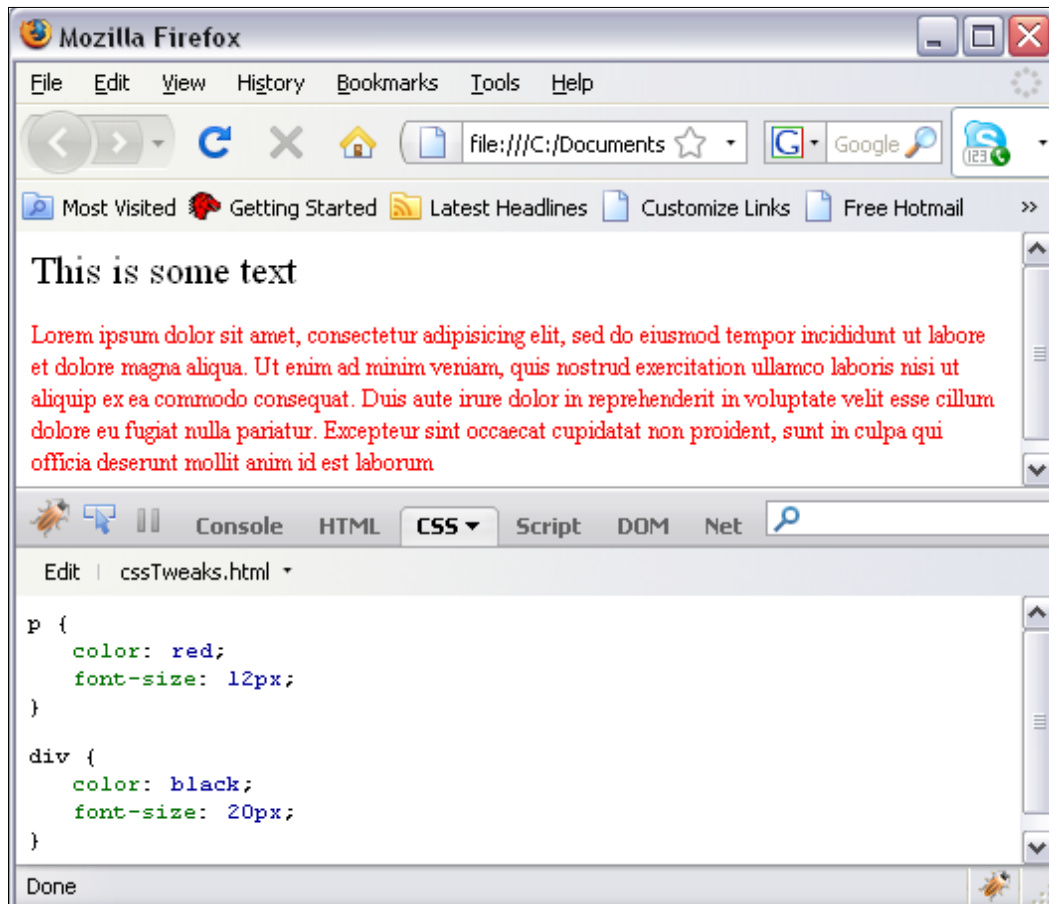 Mozilla Firefox
File Edit View History Bookmarks Tools Help
file:///C:/Documents G Google 123
Most Visited Getting Started Latest Headlines Customize Links Free Hotmail »
This is some text
Lorem ipsum dolor sit amet, consectetur adipisicing elit, sed do eiusmod tempor incididunt ut labore
et dolore magna aliqua. Ut enim ad minim veniam, quis nostrud exercitation ullamco laboris nisi ut
aliquip ex ea commodo consequat. Duis aute irure dolor in reprehenderit in voluptate velit esse cillum
dolore eu fugiat nulla pariatur. Excepteur sint occaecat cupidatat non proident, sunt in culpa qui
officia deserunt mollit anim id est laborum
Console HTML CSS Script DOM Net
Edit | cssTweaks.html
p {
color: red;
font-size: 12px;
}
div {
color: black;
font-size: 20px;
}
Done